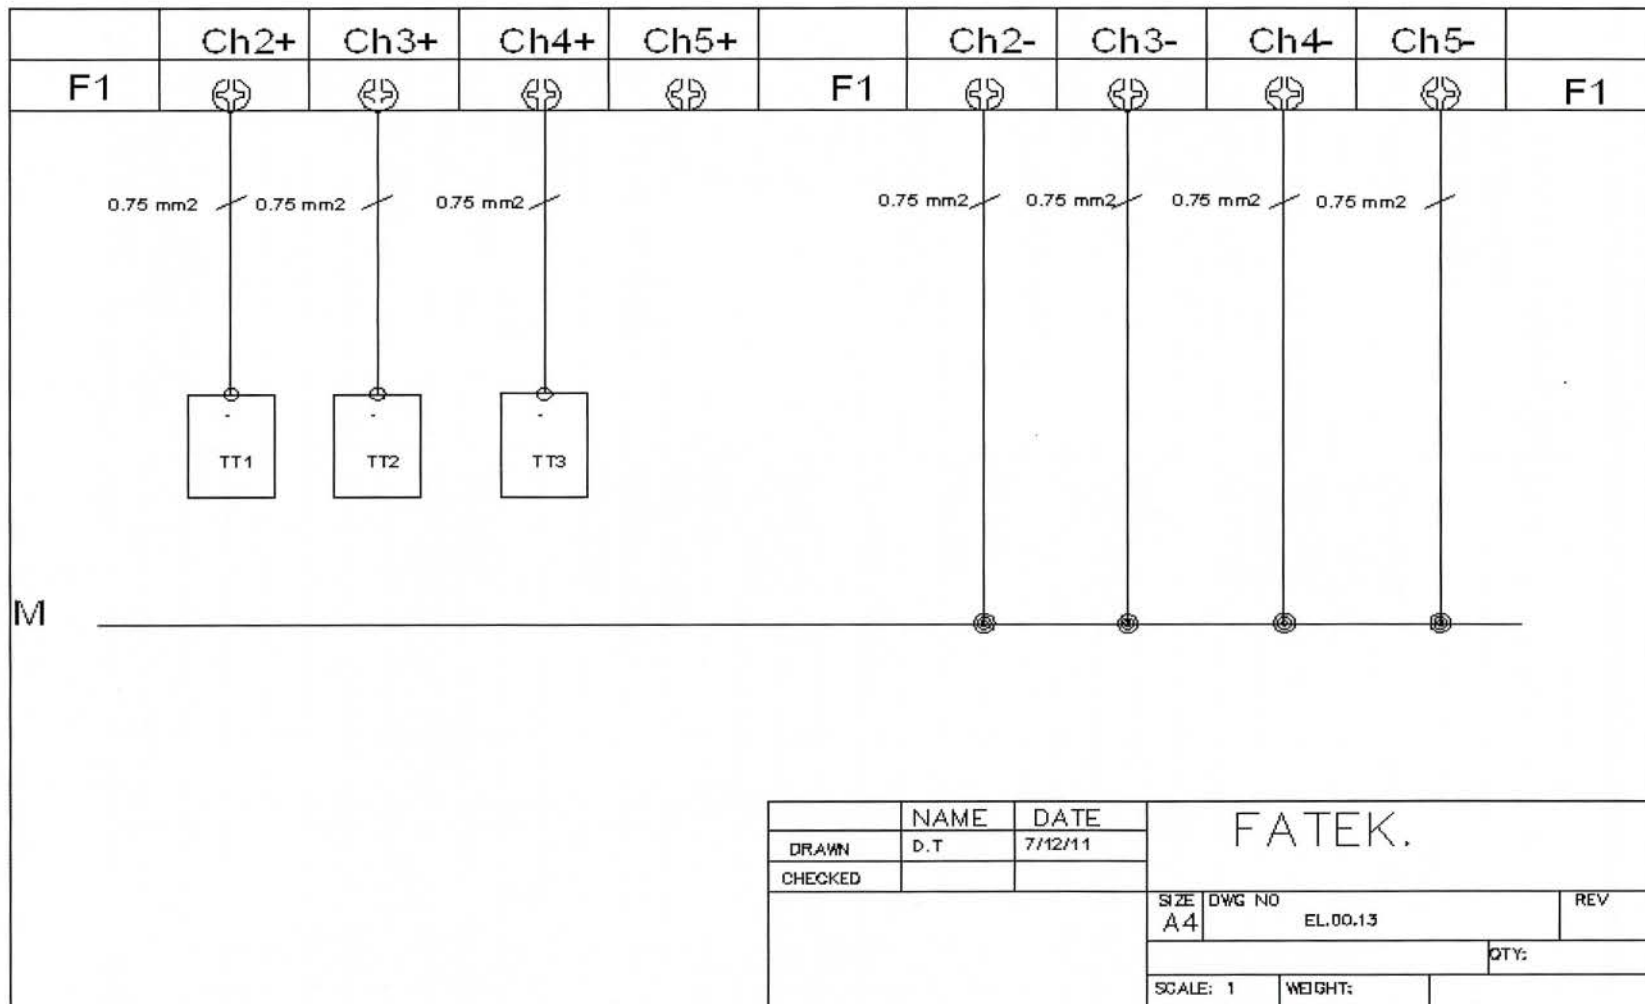 Ch2+ Ch3+ Ch4+ Ch5+ Ch2- Ch3- Ch4- Ch5-
F1 F1 F1
0.75 mm2 0.75 mm2 0.75 mm2 0.75 mm2 0.75 mm2 0.75 mm2 0.75 mm2
- - -
TT1 TT2 TT3
M
NAME DATE FATEK.
DRAWN D.T 7/12/11
CHECKED
SIZE DWG NO REV
A4 EL.00.13
QTY:
SCALE: 1 WEIGHT: